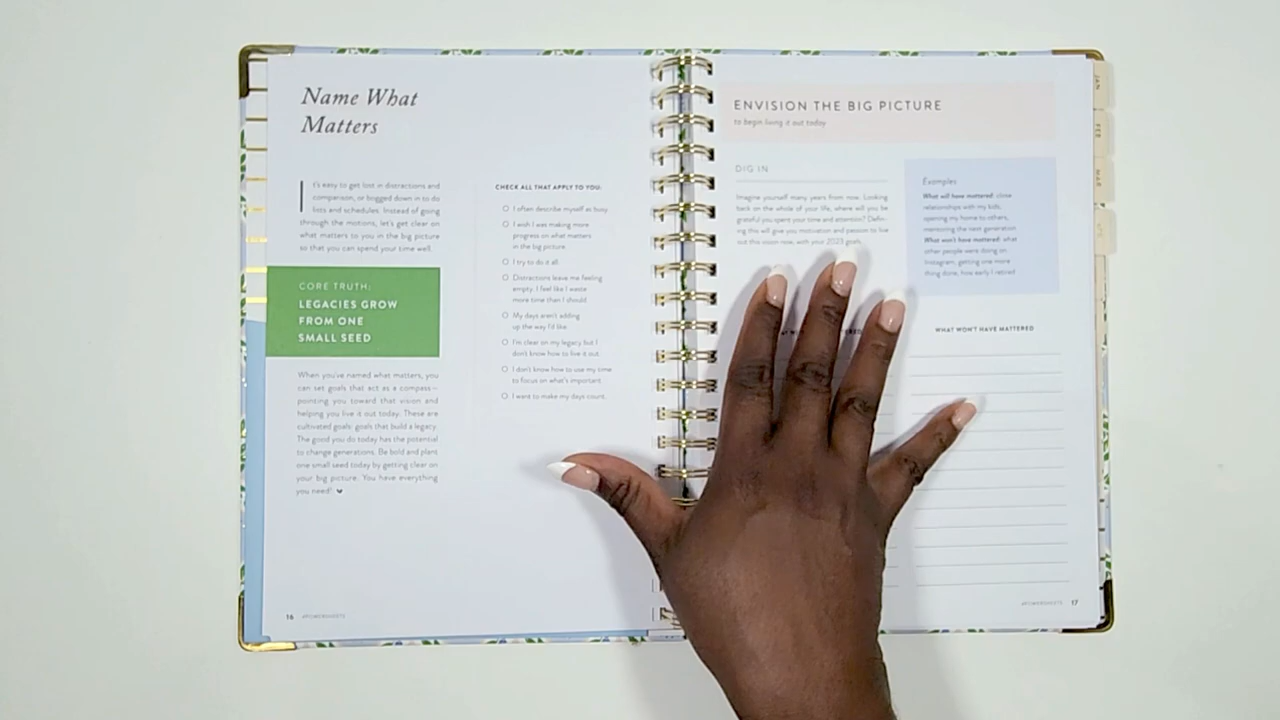 Name What
Matters
It's easy to get lost in distractions and
comparison, or bogged down in to do
lists and schedules. Instead of going
through the motions, let's get clear on
what matters to you in the big picture
so that you can spend your time well.
CORE TRUTH:
LEGACIES GROW
FROM ONE
SMALL SEED
When you've named what matters, you
can set goals that act as a compass—
pointing you toward that vision and
helping you live it out today. These are
cultivated goals: goals that build a legacy.
The good you do today has the potential
to change generations. Be bold and plant
one small seed today by getting clear on
your big picture. You have everything
you need!
CHECK ALL THAT APPLY TO YOU:
I often describe myself as busy.
I wish I was making more
progress on what matters
in the big picture.
I try to do it all.
Distractions leave me feeling
empty. I feel like I waste
more time than I should.
My days aren't adding
up the way I'd like.
I'm clear on my legacy but I
don't know how to live it out.
I don't know how to use my time
to focus on what's important.
I want to make my days count.
16 #POWERSHEETS
ENVISION THE BIG PICTURE
to begin living it out today
DIG IN
Imagine yourself many years from now. Looking
back on the whole of your life, where will you be
grateful you spent your time and attention? Defin-
ing this will give you motivation and passion to live
out this vision now, with your 2023 goals.
Examples
What will have mattered: close
relationships with my kids,
opening my home to others,
mentoring the next generation
What won't have mattered: what
other people were doing on
Instagram, getting one more
thing done, how early I retired
WHAT WON'T HAVE MATTERED
#POWERSHEETS 17
JAN
FEB
MAR